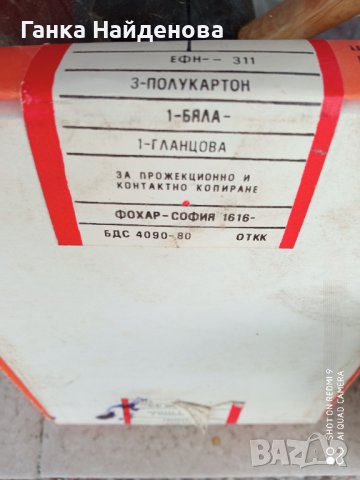 Ганка Найденова
ЕФН-- 311
3-ПОЛУКАРТОН
1-БЯЛА-
1-ГЛАНЦОВА
ЗА ПРОЖЕКЦИОННО И
КОНТАКТНО КОПИРАНЕ
ФОХАР-СОФИЯ 1616-
БДС 4090-80 ОТКК
SHOT ON REDMI 9
AI QUAD CAMERA
BAZAR